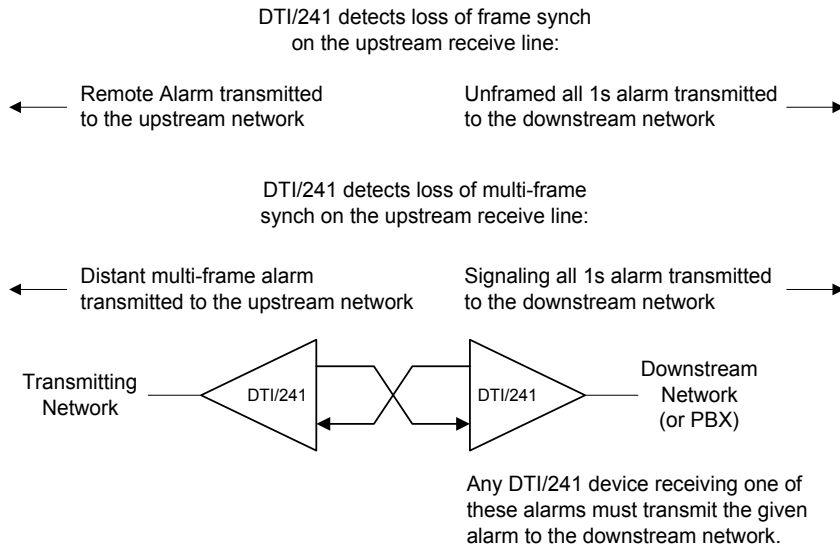 DTI/241 detects loss of frame synch
on the upstream receive line:
Remote Alarm transmitted
to the upstream network
Unframed all 1s alarm transmitted
to the downstream network
DTI/241 detects loss of multi-frame
synch on the upstream receive line:
Distant multi-frame alarm
transmitted to the upstream network
Signaling all 1s alarm transmitted
to the downstream network
Transmitting
Network
DTI/241
DTI/241
Downstream
Network
(or PBX)
Any DTI/241 device receiving one of
these alarms must transmit the given
alarm to the downstream network.